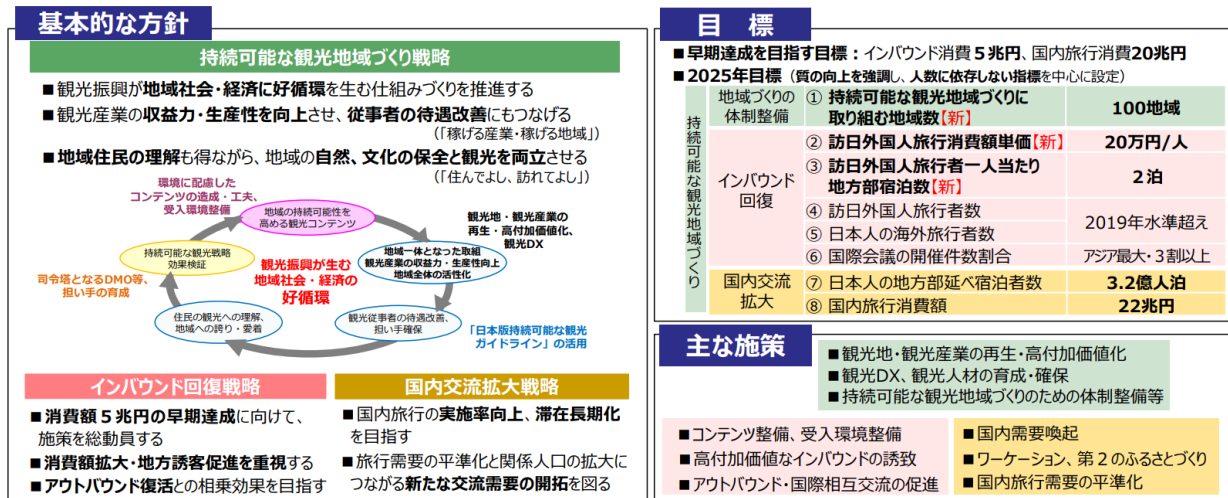 基本的な方針
持続可能な観光地域づくり戦略
■観光振興が地域社会・経済に好循環を生む仕組みづくりを推進する
■観光産業の収益力・生産性を向上させ、従事者の待遇改善にもつなげる
(「稼げる産業・稼げる地域」)
■地域住民の理解も得ながら、地域の自然、文化の保全と観光を両立させる
(「住んでよし、訪れてよし」)
環境に配慮した
コンテンツの造成・工夫、
受入環境整備
地域の持続可能性を
高める観光コンテンツ
観光地・観光産業の
再生・高付加価値化、
観光DX
地域一体となった取組
観光産業の収益力・生産性向上
地域全体の活性化
持続可能な観光戦略
効果検証
観光振興が生む
地域社会・経済の
好循環
司令塔となるDMO等、
担い手の育成
住民の観光への理解、
地域への誇り・愛着
観光従事者の待遇改善、
担い手確保
「日本版持続可能な観光
ガイドライン」の活用
インバウンド回復戦略
■消費額5兆円の早期達成に向けて、
施策を総動員する
■消費額拡大・地方誘客促進を重視する
■アウトバウンド復活との相乗効果を目指す
国内交流拡大戦略
■国内旅行の実施率向上、滞在長期化
を目指す
■旅行需要の平準化と関係人口の拡大に
つながる新たな交流需要の開拓を図る
目 標
■早期達成を目指す目標：インバウンド消費5兆円、国内旅行消費20兆円
■2025年目標（質の向上を強調し、人数に依存しない指標を中心に設定）
持続可能な観光地域づくり
地域づくりの
体制整備
① 持続可能な観光地域づくりに
取り組む地域数【新】
100地域
インバウンド
回復
② 訪日外国人旅行消費額単価【新】
20万円/人
③ 訪日外国人旅行者一人当たり
地方部宿泊数【新】
2泊
④ 訪日外国人旅行者数
⑤ 日本人の海外旅行者数
2019年水準超え
⑥ 国際会議の開催件数割合
アジア最大・3割以上
国内交流
拡大
⑦ 日本人の地方部延べ宿泊者数
3.2億人泊
⑧ 国内旅行消費額
22兆円
主な施策
■観光地・観光産業の再生・高付加価値化
■観光DX、観光人材の育成・確保
■持続可能な観光地域づくりのための体制整備等
■コンテンツ整備、受入環境整備
■高付加価値なインバウンドの誘致
■アウトバウンド・国際相互交流の促進
■国内需要喚起
■ワーケーション、第2のふるさとづくり
■国内旅行需要の平準化